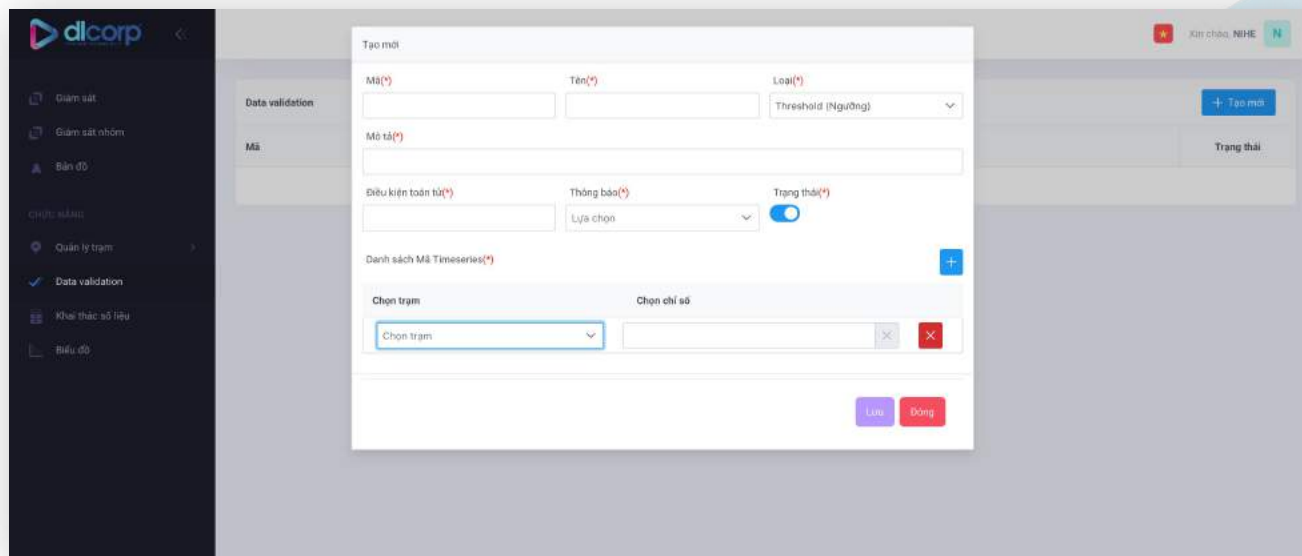 dlcorp
Tạo mới
Xin chào, NIHE N
Mã(*) Tên(*) Loại(*)
Threshold (Ngưỡng)
Giám sát
Giám sát nhóm
Bản đồ
CHỨC NĂNG
Quản lý trạm
Data validation
Khai thác số liệu
Biểu đồ
Data validation
+ Tạo mới
Mã
Trạng thái
Mô tả(*)
Điều kiện toán tử(*) Thông báo(*) Trạng thái(*)
Lựa chọn
Danh sách Mã Timeseries(*)
Chọn trạm Chọn chỉ số
Chọn trạm
Lưu Đóng